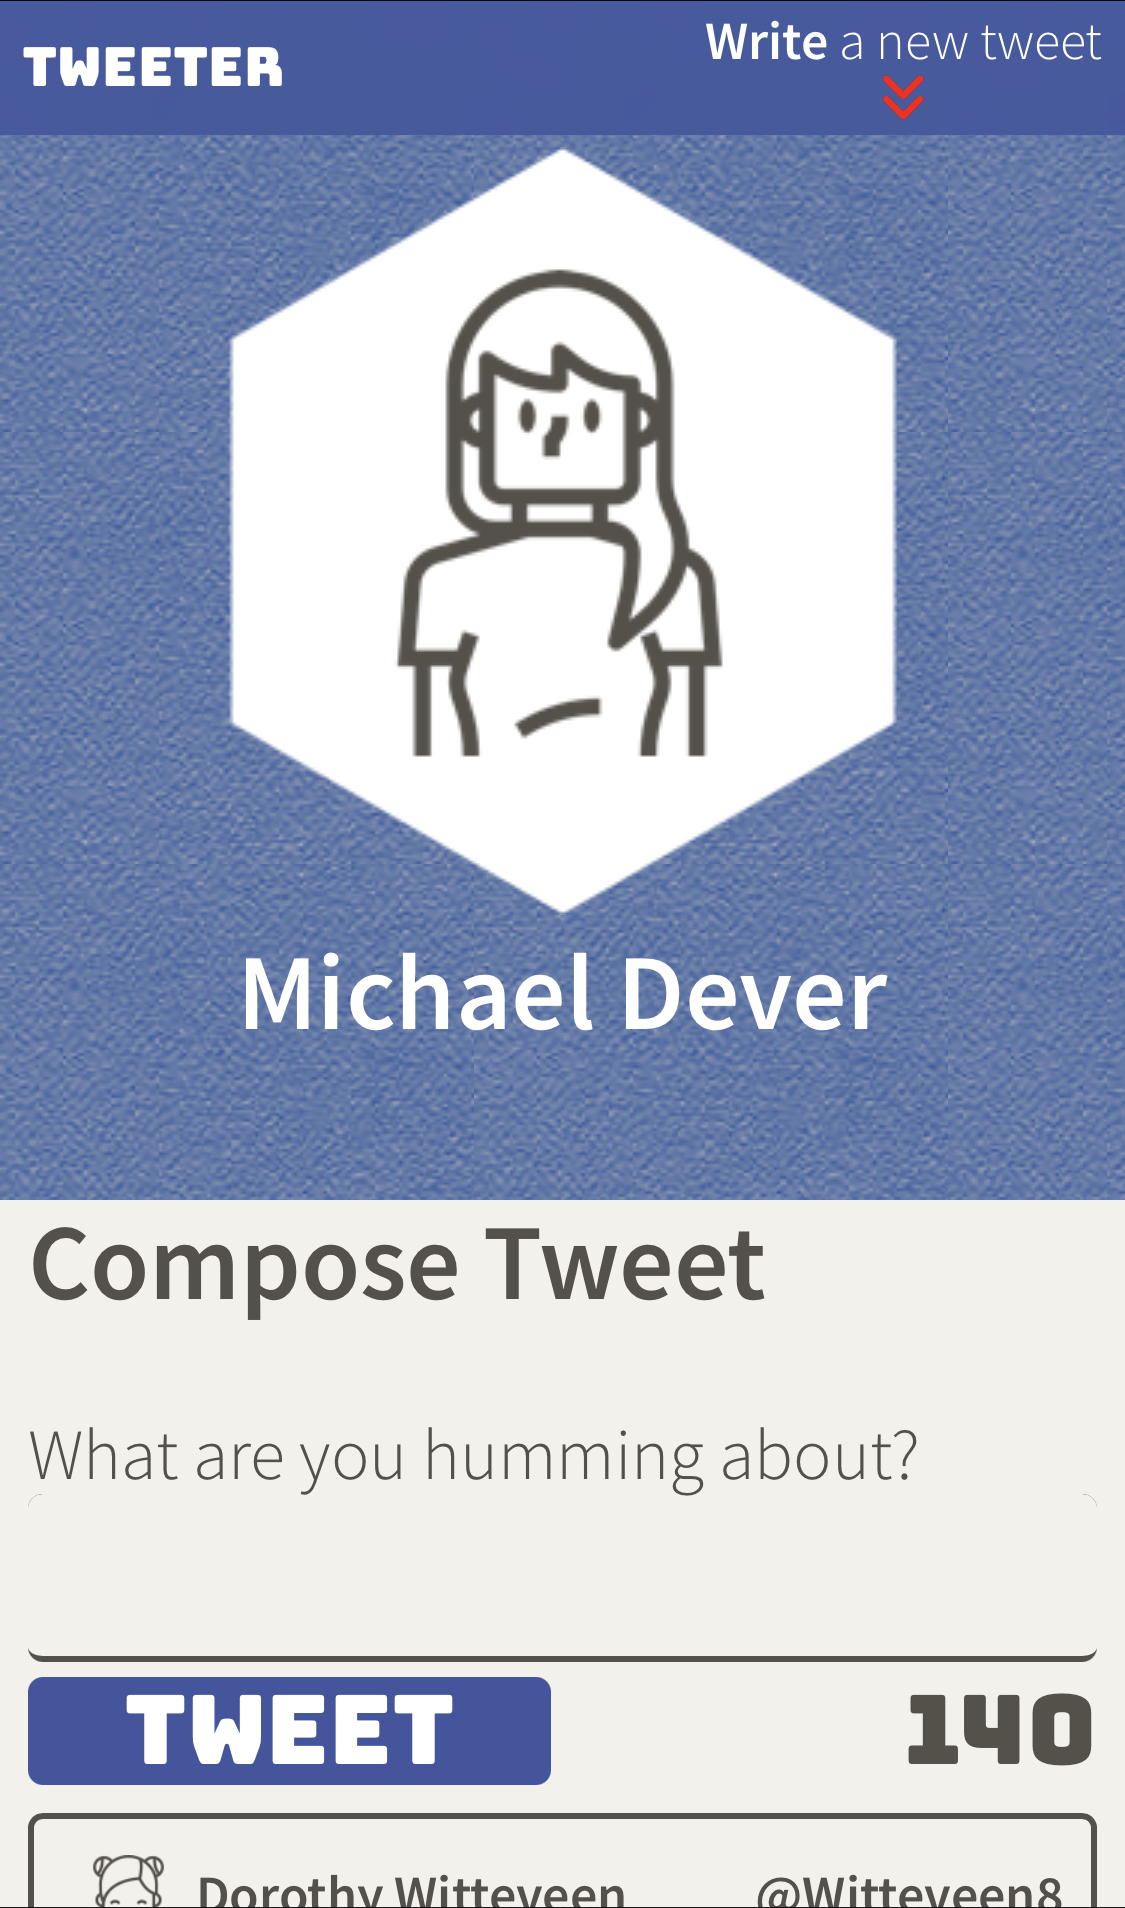 TWEETER
Write a new tweet
Michael Dever
Compose Tweet
What are you humming about?
TWEET
140
Dorothy Witteveen
@Witteveen8